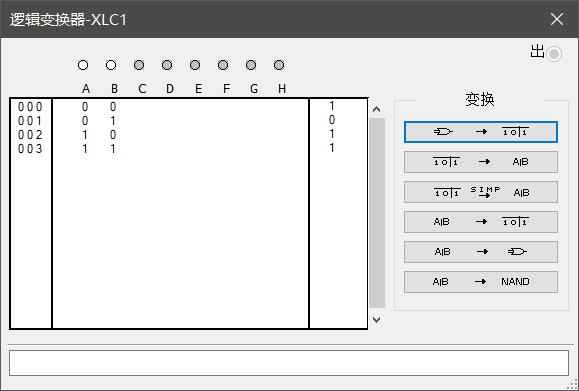 逻辑变换器-XLC1
出
A B C D E F G H
000 0 0 1
001 0 1 0
002 1 0 1
003 1 1 1
变换
→ 1 0 1
1 0 1 → A|B
1 0 1 SIMP → A|B
A|B → 1 0 1
A|B →
A|B → NAND